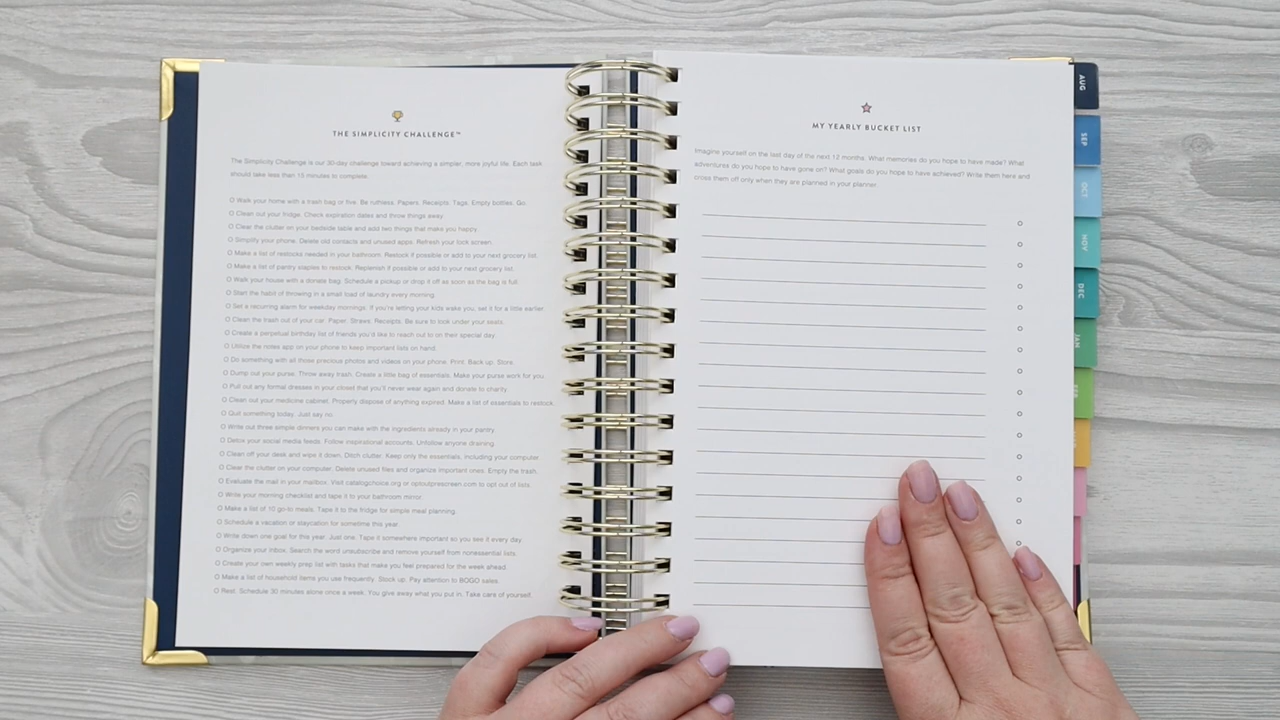 THE SIMPLICITY CHALLENGE™
The Simplicity Challenge is our 30-day challenge toward achieving a simpler, more joyful life. Each task
should take less than 15 minutes to complete.
O Walk your home with a trash bag or five. Be ruthless. Papers. Receipts. Tags. Empty bottles. Go.
O Clean out your fridge. Check expiration dates and throw things away.
O Clear the clutter on your bedside table and add two things that make you happy.
O Simplify your phone. Delete old contacts and unused apps. Refresh your lock screen.
O Make a list of restocks needed in your bathroom. Restock if possible or add to your next grocery list.
O Make a list of pantry staples to restock. Replenish if possible or add to your next grocery list.
O Walk your house with a donate bag. Schedule a pickup or drop it off as soon as the bag is full.
O Start the habit of throwing in a small load of laundry every morning.
O Set a recurring alarm for weekday mornings. If you're letting your kids wake you, set it for a little earlier.
O Clean the trash out of your car. Paper. Straws. Receipts. Be sure to look under your seats.
O Create a perpetual birthday list of friends you'd like to reach out to on their special day.
O Utilize the notes app on your phone to keep important lists on hand.
O Do something with all those precious photos and videos on your phone. Print. Back up. Store.
O Dump out your purse. Throw away trash. Create a little bag of essentials. Make your purse work for you.
O Pull out any formal dresses in your closet that you'll never wear again and donate to charity.
O Clean out your medicine cabinet. Properly dispose of anything expired. Make a list of essentials to restock.
O Quit something today. Just say no.
O Write out three simple dinners you can make with the ingredients already in your pantry.
O Detox your social media feeds. Follow inspirational accounts. Unfollow anyone draining.
O Clean off your desk and wipe it down. Ditch clutter. Keep only the essentials, including your computer.
O Clear the clutter on your computer. Delete unused files and organize important ones. Empty the trash.
O Evaluate the mail in your mailbox. Visit catalogchoice.org or optoutprescreen.com to opt out of lists.
O Write your morning checklist and tape it to your bathroom mirror.
O Make a list of 10 go-to meals. Tape it to the fridge for simple meal planning.
O Schedule a vacation or staycation for sometime this year.
O Write down one goal for this year. Just one. Tape it somewhere important so you see it every day.
O Organize your inbox. Search the word unsubscribe and remove yourself from nonessential lists.
O Create your own weekly prep list with tasks that make you feel prepared for the week ahead.
O Make a list of household items you use frequently. Stock up. Pay attention to BOGO sales.
O Rest. Schedule 30 minutes alone once a week. You give away what you put in. Take care of yourself.
MY YEARLY BUCKET LIST
Imagine yourself on the last day of the next 12 months. What memories do you hope to have made? What
adventures do you hope to have gone on? What goals do you hope to have achieved? Write them here and
cross them off only when they are planned in your planner.
AUG
SEP
OCT
NOV
DEC
JAN